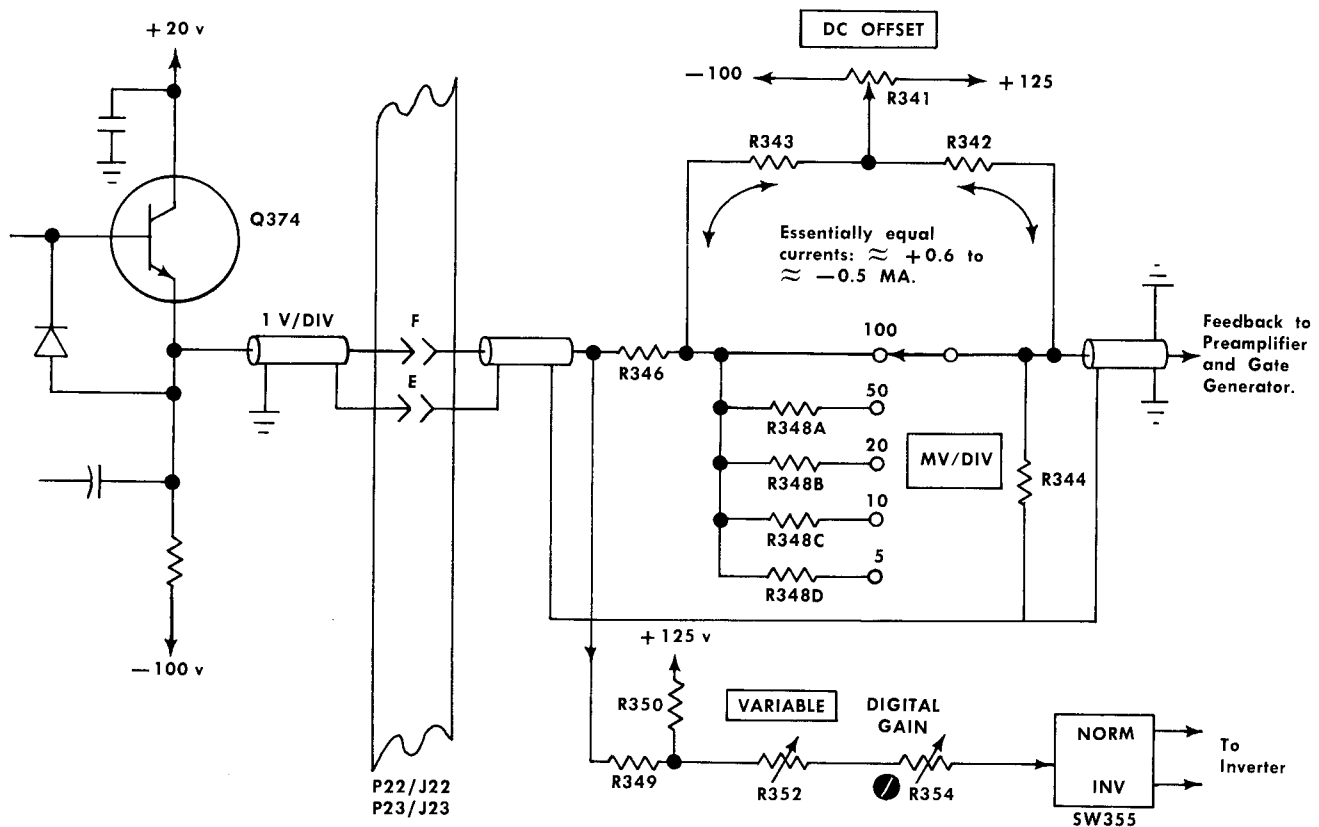 DC OFFSET
+20 v
−100
+125
R341
R343
R342
Q374
Essentially equal
currents: ≈ +0.6 to
≈ −0.5 MA.
1 V/DIV
F
E
R346
100
50
20
10
5
R348A
R348B
R348C
R348D
MV/DIV
R344
Feedback to
Preamplifier
and Gate
Generator.
−100 v
+125 v
R350
VARIABLE
DIGITAL
GAIN
R349
R352
R354
NORM
INV
SW355
To
Inverter
P22/J22
P23/J23